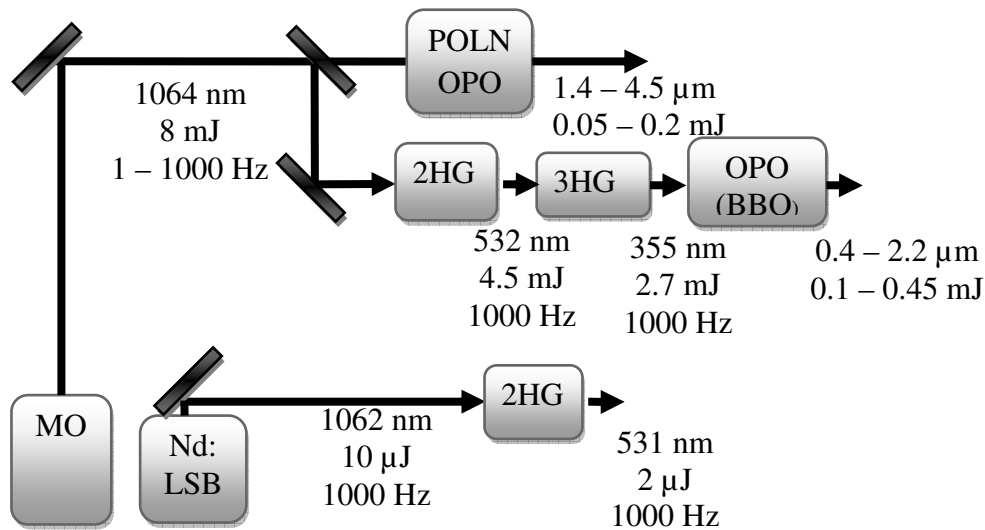 POLN
OPO
1064 nm
8 mJ
1 – 1000 Hz
1.4 – 4.5 µm
0.05 – 0.2 mJ
2HG
3HG
OPO
(BBO)
532 nm
4.5 mJ
1000 Hz
355 nm
2.7 mJ
1000 Hz
0.4 – 2.2 µm
0.1 – 0.45 mJ
MO
Nd:
LSB
1062 nm
10 µJ
1000 Hz
2HG
531 nm
2 µJ
1000 Hz